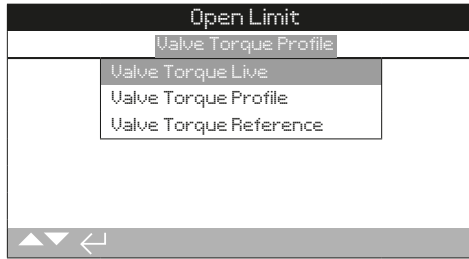 Open Limit
Valve Torque Profile
Valve Torque Live
Valve Torque Profile
Valve Torque Reference